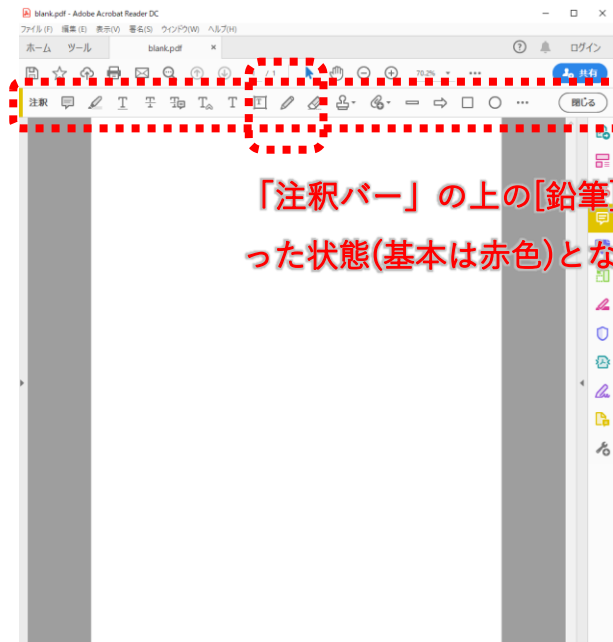 blank.pdf - Adobe Acrobat Reader DC
ファイル(F) 編集(E) 表示(V) 署名(S) ウィンドウ(W) ヘルプ(H)
ホーム ツール blank.pdf × ログイン
/ 1 70.2% 共有
注釈 閉じる
「注釈バー」の上の[鉛筆]
った状態(基本は赤色)とな